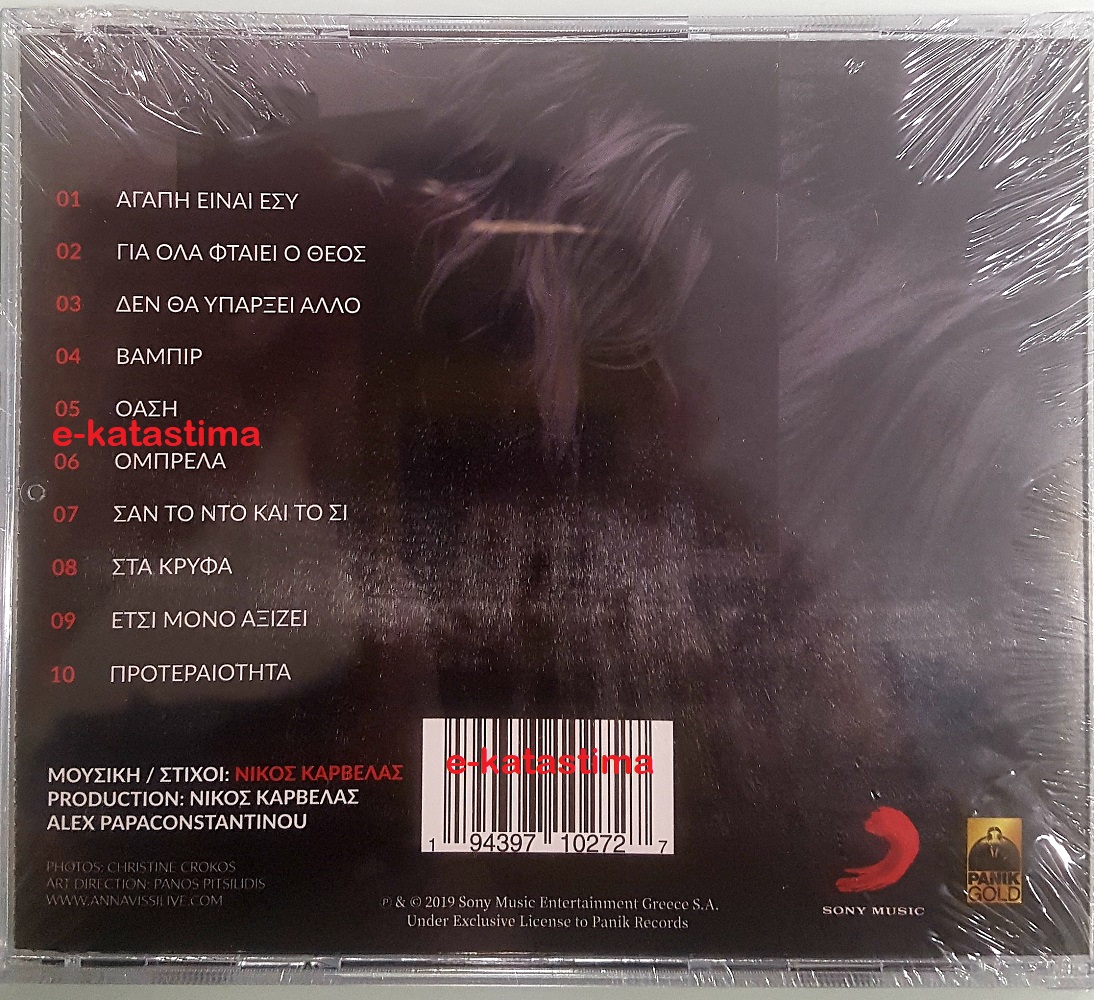 01 ΑΓΑΠΗ ΕΙΝΑΙ ΕΣΥ
02 ΓΙΑ ΟΛΑ ΦΤΑΙΕΙ Ο ΘΕΟΣ
03 ΔΕΝ ΘΑ ΥΠΑΡΞΕΙ ΑΛΛΟ
04 ΒΑΜΠΙΡ
05 ΟΑΣΗ
e-katastima
06 ΟΜΠΡΕΛΑ
07 ΣΑΝ ΤΟ ΝΤΟ ΚΑΙ ΤΟ ΣΙ
08 ΣΤΑ ΚΡΥΦΑ
09 ΕΤΣΙ ΜΟΝΟ ΑΞΙΖΕΙ
10 ΠΡΟΤΕΡΑΙΟΤΗΤΑ
ΜΟΥΣΙΚΗ / ΣΤΙΧΟΙ: ΝΙΚΟΣ ΚΑΡΒΕΛΑΣ
PRODUCTION: ΝΙΚΟΣ ΚΑΡΒΕΛΑΣ
ALEX PAPACONSTANTINOU
PHOTOS: CHRISTINE CROKOS
ART DIRECTION: PANOS PITSILIDIS
WWW.ANNAVISSILIVE.COM
e-katastima
1 94397 10272 7
℗ & © 2019 Sony Music Entertainment Greece S.A.
Under Exclusive License to Panik Records
SONY MUSIC
PANIK
GOLD